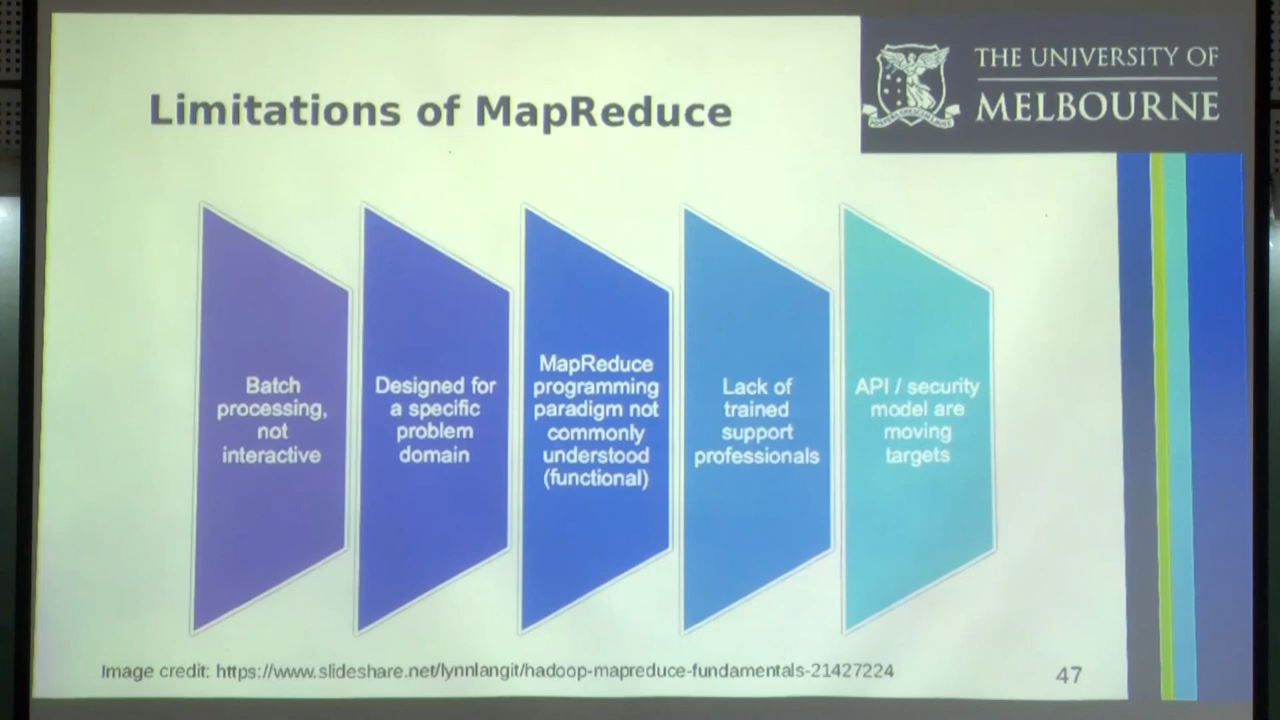 THE UNIVERSITY OF
MELBOURNE
Limitations of MapReduce
Batch
processing,
not
interactive
Designed for
a specific
problem
domain
MapReduce
programming
paradigm not
commonly
understood
(functional)
Lack of
trained
support
professionals
API / security
model are
moving
targets
Image credit: https://www.slideshare.net/lynnlangit/hadoop-mapreduce-fundamentals-21427224
47